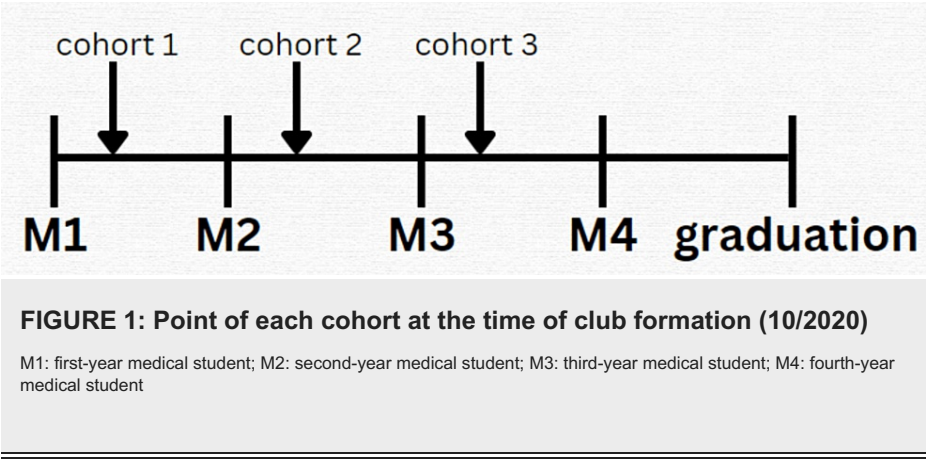 cohort 1 cohort 2 cohort 3
M1 M2 M3 M4 graduation
FIGURE 1: Point of each cohort at the time of club formation (10/2020)
M1: first-year medical student; M2: second-year medical student; M3: third-year medical student; M4: fourth-year
medical student